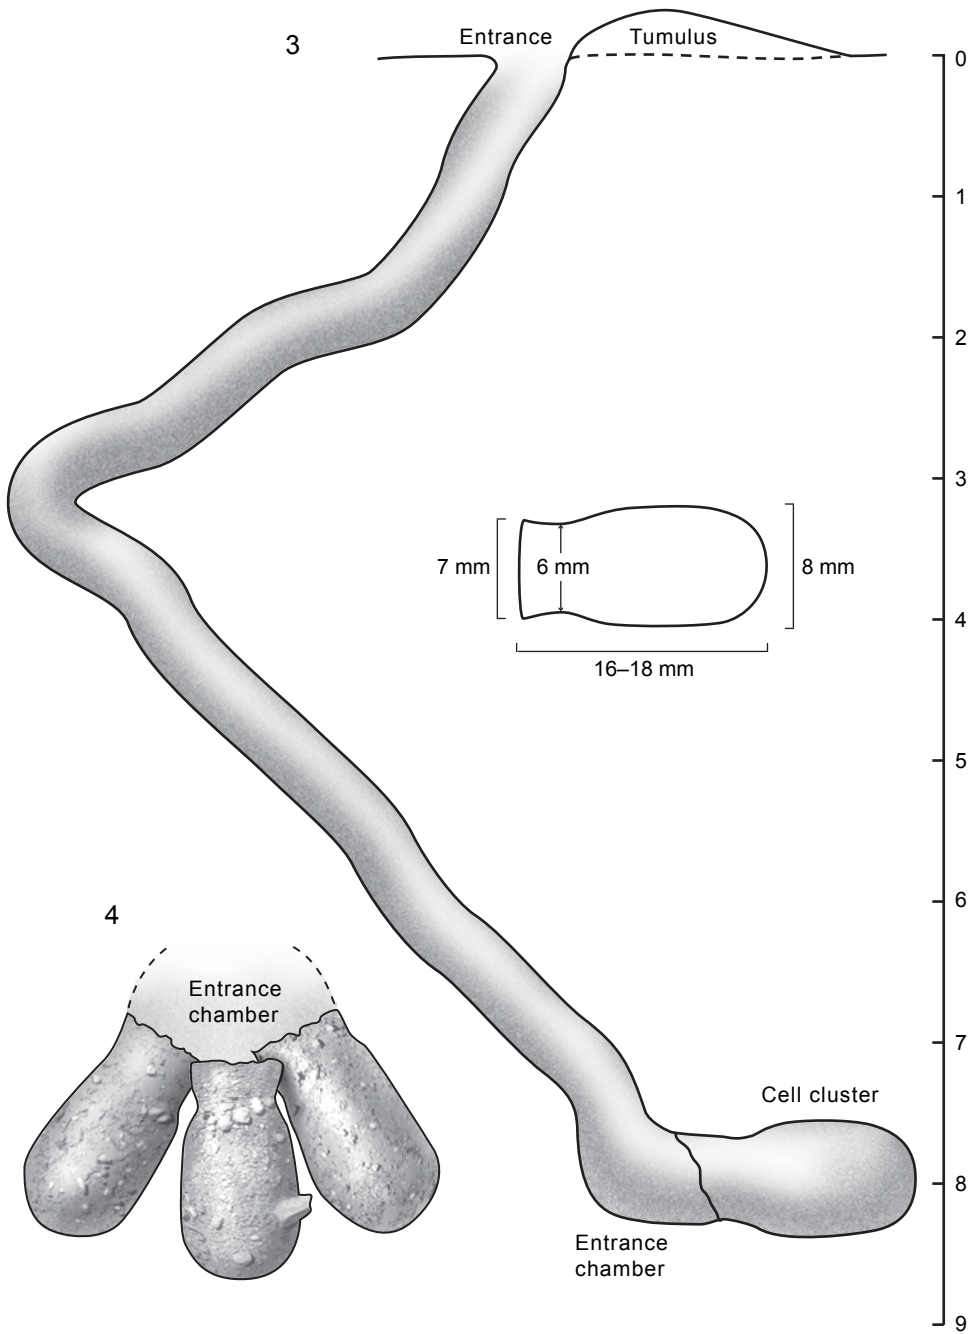 3
Entrance
Tumulus
0
1
2
3
7 mm
6 mm
8 mm
4
16–18 mm
5
6
4
Entrance
chamber
7
Cell cluster
8
Entrance
chamber
9